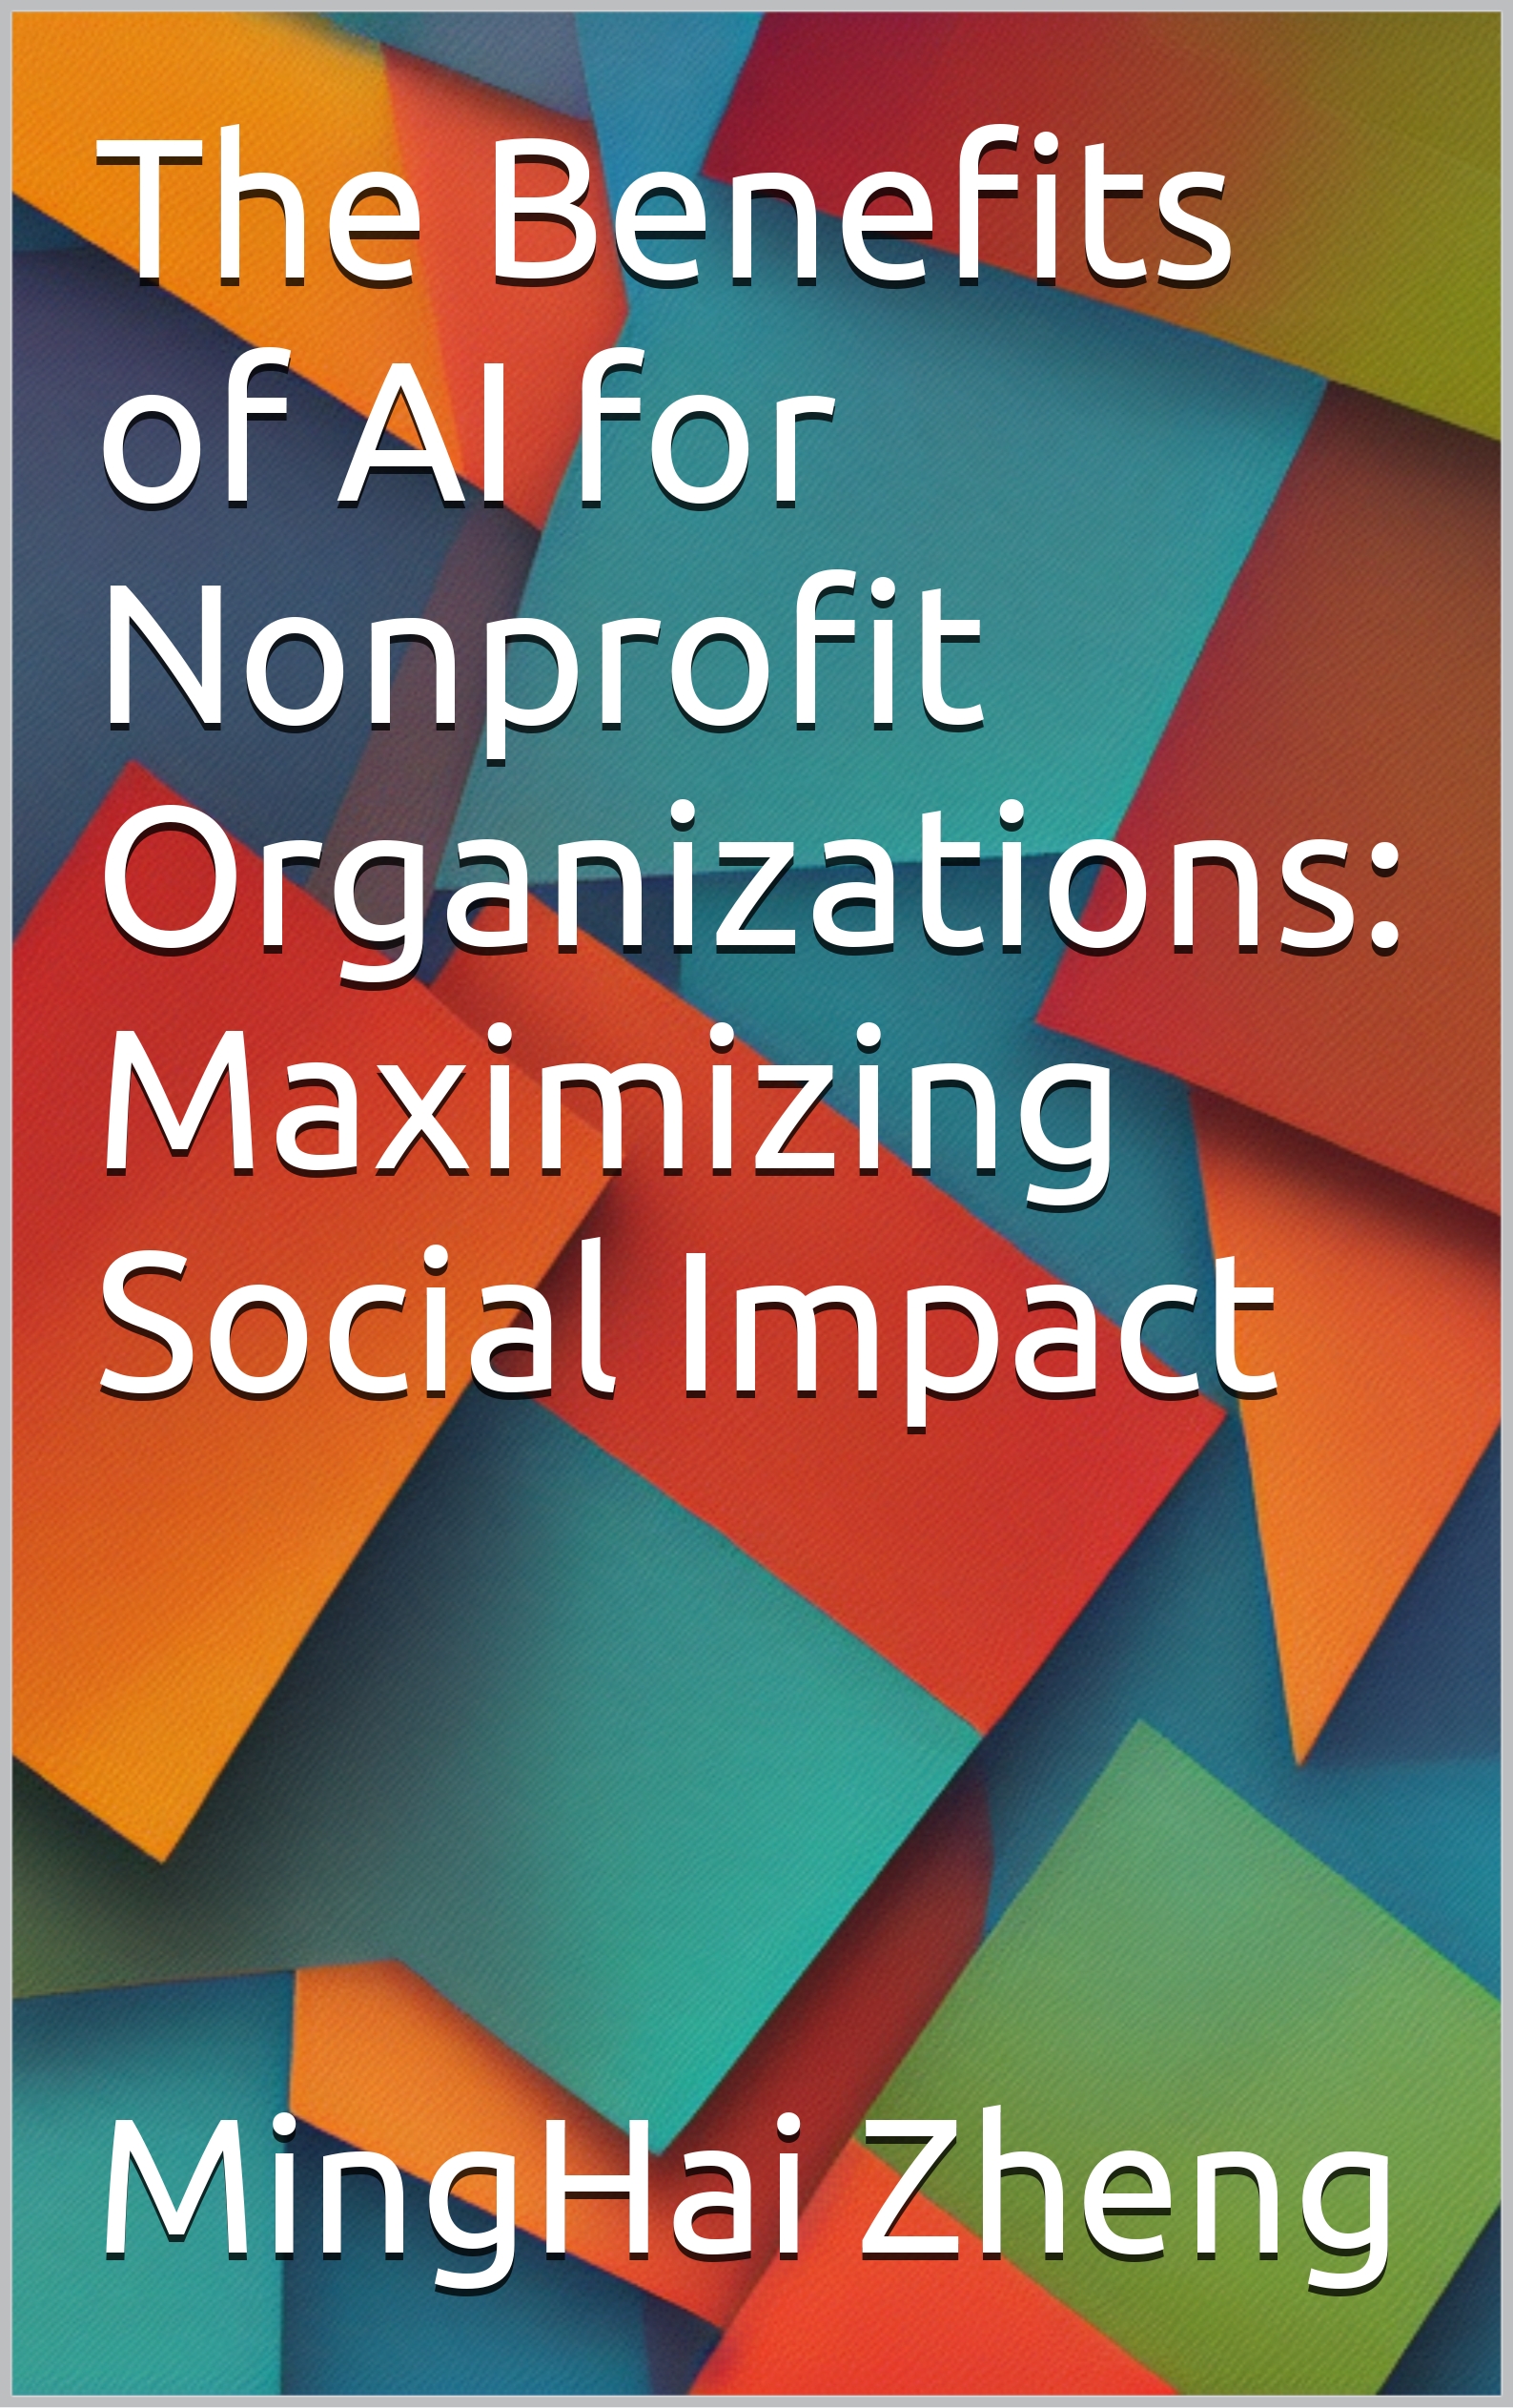 The Benefits
of AI for
Nonprofit
Organizations:
Maximizing
Social Impact
MingHai Zheng